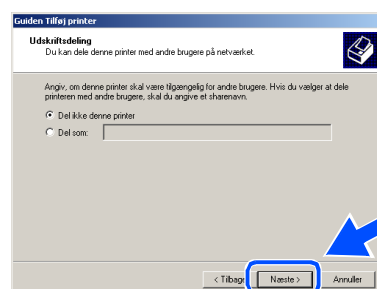 Guiden Tilføj printer
Udskriftsdeling
Du kan dele denne printer med andre brugere på netværket.
Angiv, om denne printer skal være tilgængelig for andre brugere. Hvis du vælger at dele
printeren med andre brugere, skal du angive et sharenavn.
Del ikke denne printer
Del som:
< Tilbage
Næste >
Annuller